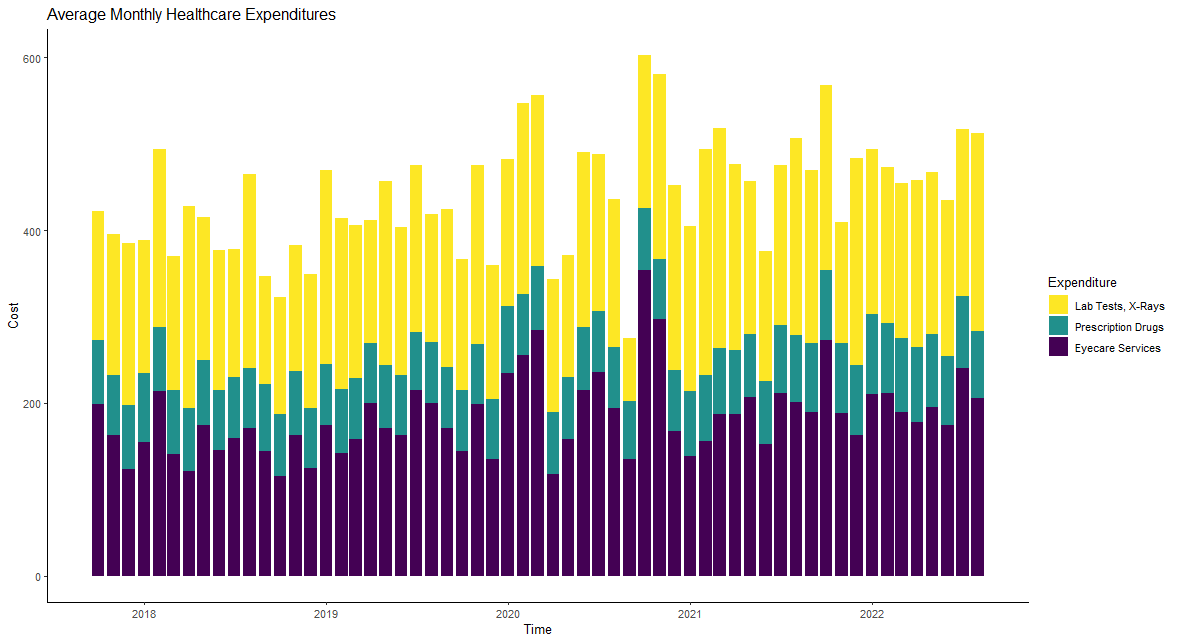 Average Monthly Healthcare Expenditures
600
400
200
0
Cost
2018 2019 2020 2021 2022
Time
Expenditure
Lab Tests, X-Rays
Prescription Drugs
Eyecare Services